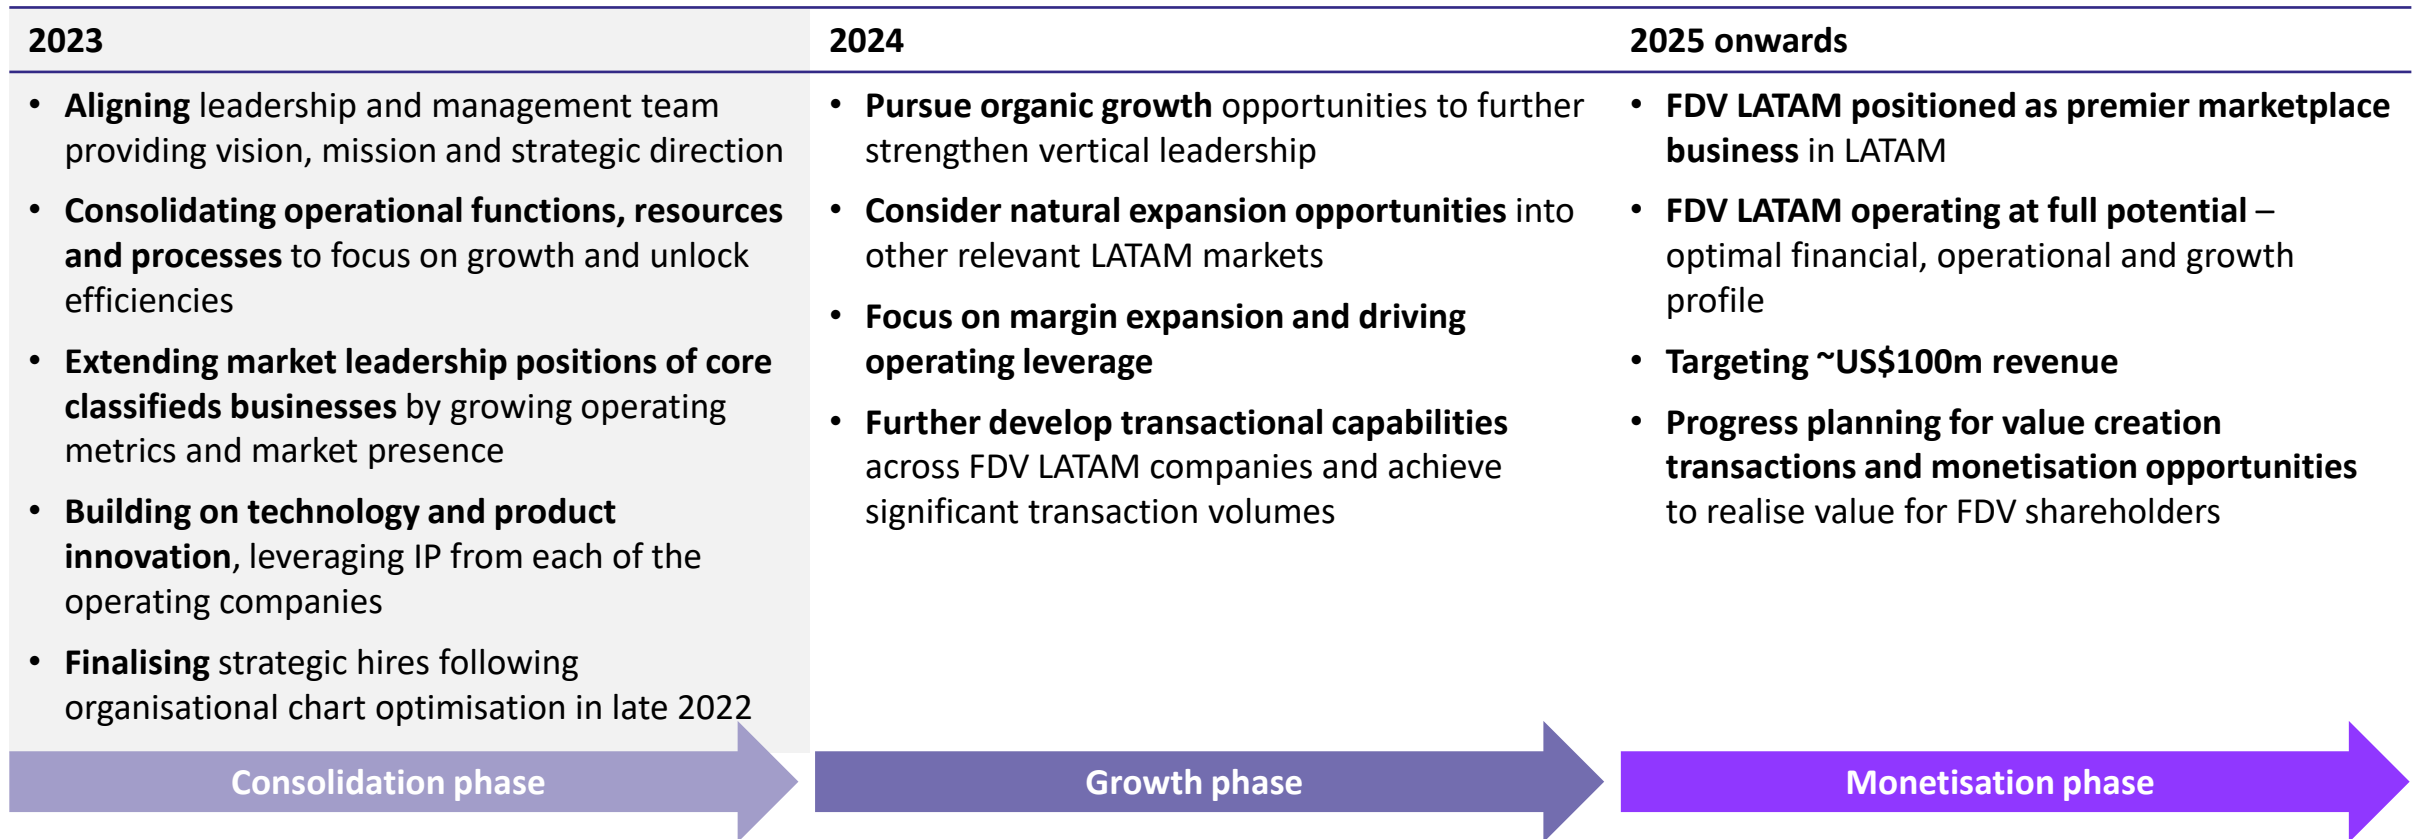 2023
• Aligning leadership and management team
providing vision, mission and strategic direction
• Consolidating operational functions, resources
and processes to focus on growth and unlock
efficiencies
• Extending market leadership positions of core
classifieds businesses by growing operating
metrics and market presence
• Building on technology and product
innovation, leveraging IP from each of the
operating companies
• Finalising strategic hires following
organisational chart optimisation in late 2022
Consolidation phase
2024
• Pursue organic growth opportunities to further
strengthen vertical leadership
• Consider natural expansion opportunities into
other relevant LATAM markets
• Focus on margin expansion and driving
operating leverage
• Further develop transactional capabilities
across FDV LATAM companies and achieve
significant transaction volumes
Growth phase
2025 onwards
• FDV LATAM positioned as premier marketplace
business in LATAM
• FDV LATAM operating at full potential –
optimal financial, operational and growth
profile
• Targeting ~US$100m revenue
• Progress planning for value creation
transactions and monetisation opportunities
to realise value for FDV shareholders
Monetisation phase